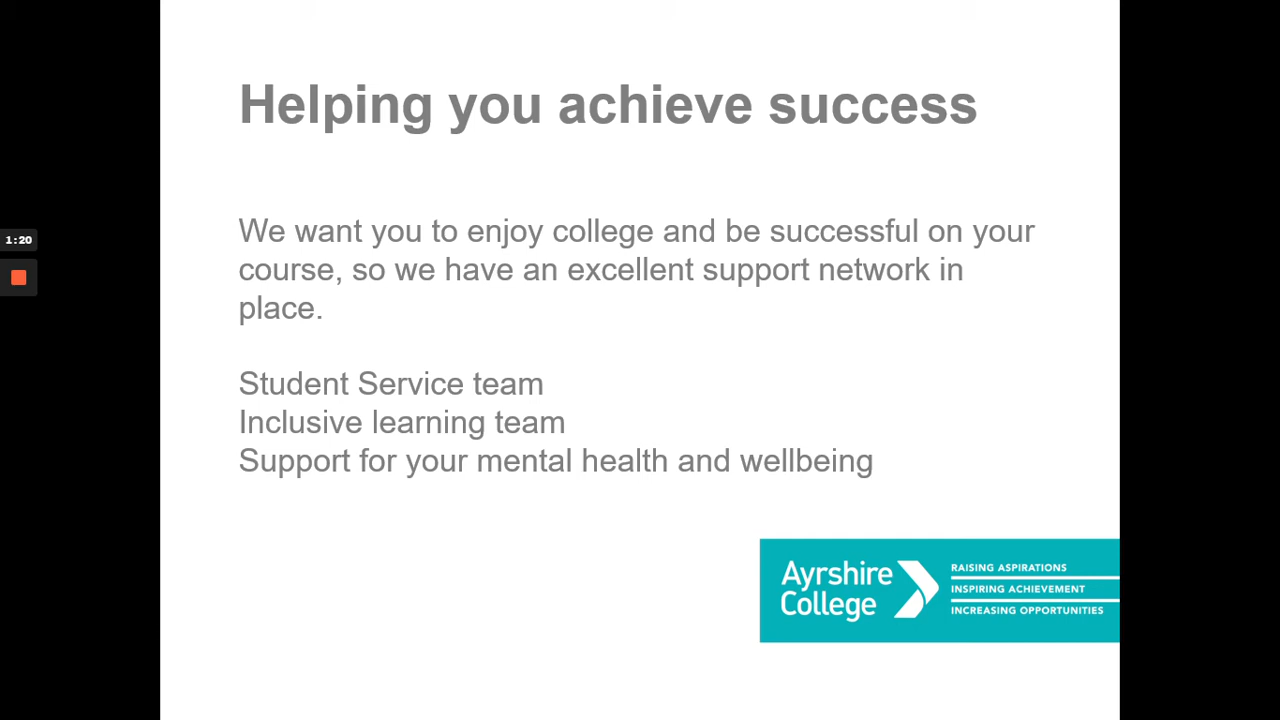 Helping you achieve success
1:20
We want you to enjoy college and be successful on your
course, so we have an excellent support network in
place.
Student Service team
Inclusive learning team
Support for your mental health and wellbeing
Ayrshire
College
RAISING ASPIRATIONS
INSPIRING ACHIEVEMENT
INCREASING OPPORTUNITIES